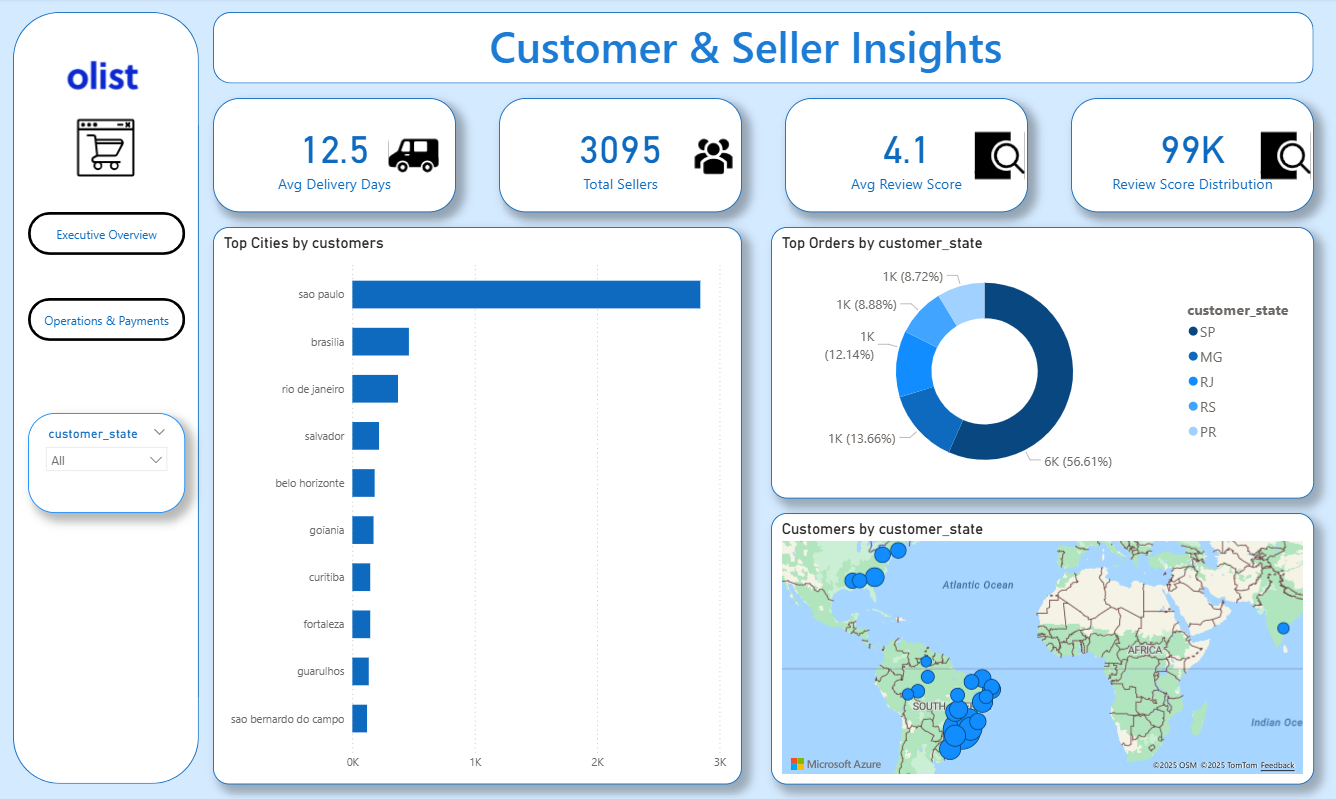 olist
Executive Overview
Operations & Payments
customer_state
All
Customer & Seller Insights
12.5
Avg Delivery Days
3095
Total Sellers
4.1
Avg Review Score
99K
Review Score Distribution
Top Cities by customers
sao paulo
brasilia
rio de janeiro
salvador
belo horizonte
goiania
curitiba
fortaleza
guarulhos
sao bernardo do campo
0K 1K 2K 3K
Top Orders by customer_state
1K (8.72%)
1K (8.88%)
1K
(12.14%)
1K (13.66%)
6K (56.61%)
customer_state
SP
MG
RJ
RS
PR
Customers by customer_state
Atlantic Ocean
AFRICA
SOUTH
Indian Oce
Microsoft Azure
©2025 OSM ©2025 TomTom Feedback